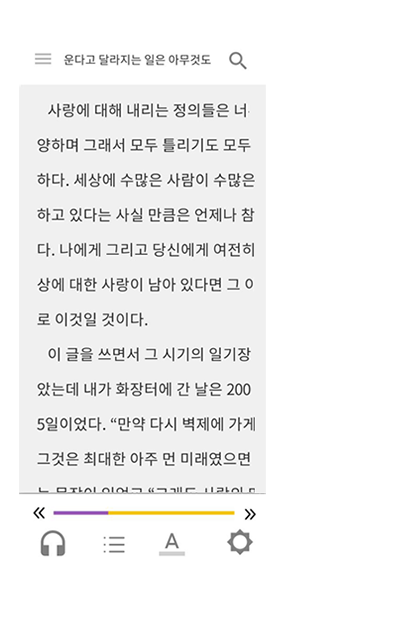 운다고 달라지는 일은 아무것도
사랑에 대해 내리는 정의들은 너
양하며 그래서 모두 틀리기도 모두
하다. 세상에 수많은 사람이 수많은
하고 있다는 사실 만큼은 언제나 참
다. 나에게 그리고 당신에게 여전히
상에 대한 사랑이 남아 있다면 그 이
로 이것일 것이다.
이 글을 쓰면서 그 시기의 일기장
았는데 내가 화장터에 간 날은 200
5일이었다. “만약 다시 벽제에 가게
그것은 최대한 아주 먼 미래였으면
A